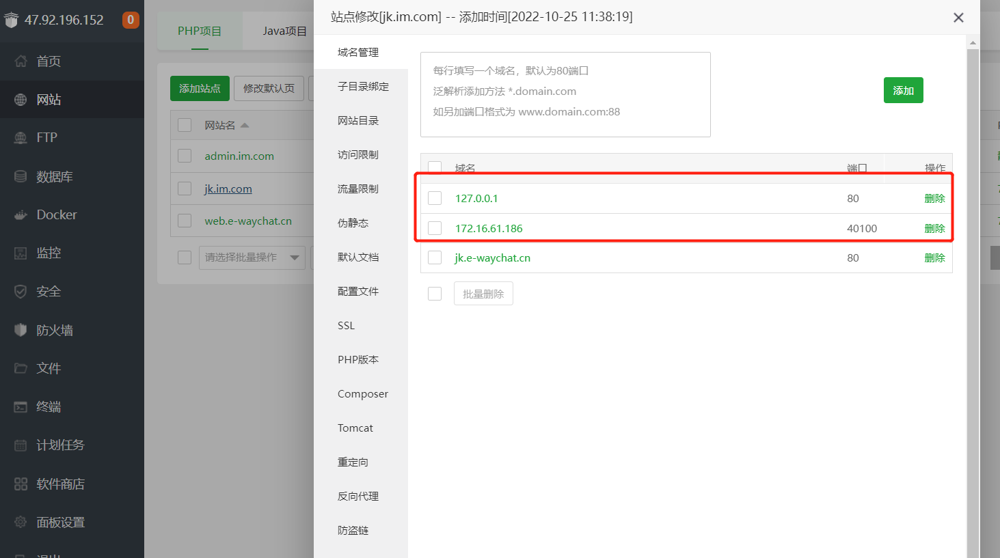 47.92.196.152
0
首页
网站
FTP
数据库
Docker
监控
安全
防火墙
文件
终端
计划任务
软件商店
面板设置
退出
PHP项目
Java项目
添加站点
修改默认页
网站名
admin.im.com
jk.im.com
web.e-waychat.cn
请选择批量操作
站点修改[jk.im.com] -- 添加时间[2022-10-25 11:38:19]
域名管理
子目录绑定
网站目录
访问限制
流量限制
伪静态
默认文档
配置文件
SSL
PHP版本
Composer
Tomcat
重定向
反向代理
防盗链
每行填写一个域名，默认为80端口
泛解析添加方法 *.domain.com
如另加端口格式为 www.domain.com:88
添加
域名 端口 操作
127.0.0.1 80 删除
172.16.61.186 40100 删除
jk.e-waychat.cn 80 删除
批量删除